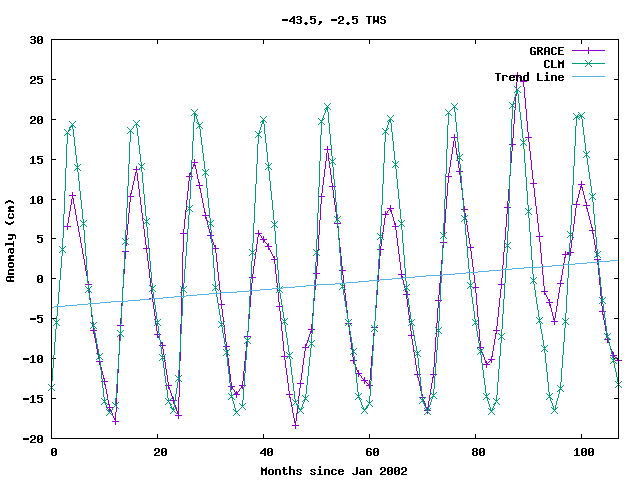 -43.5, -2.5 TWS
GRACE
CLM
Trend Line
30
25
20
15
10
5
0
-5
-10
-15
-20
Anomaly (cm)
0 20 40 60 80 100
Months since Jan 2002